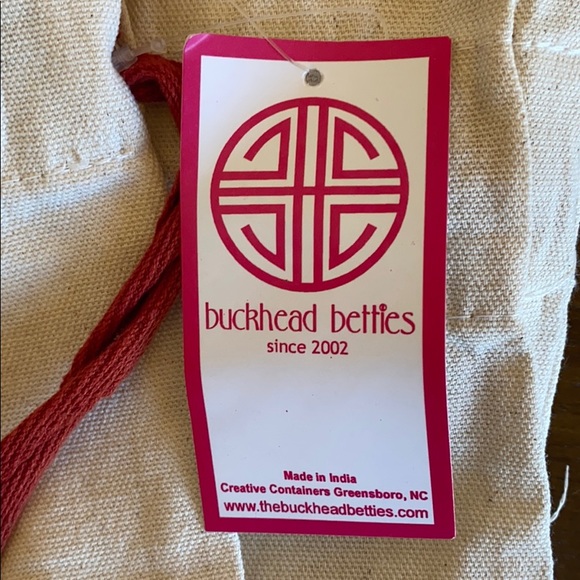 buckhead betties
since 2002
Made in India
Creative Containers Greensboro, NC
www.thebuckheadbetties.com